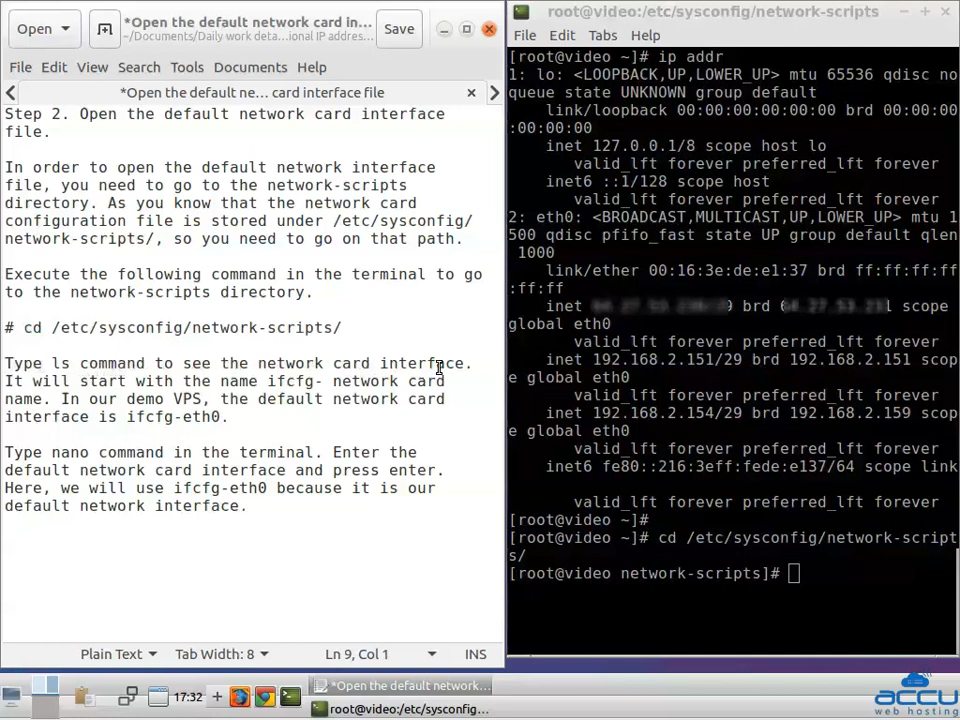 Open
*Open the default network card in...
~/Documents/Daily work deta...ional IP addres...
Save
File Edit View Search Tools Documents Help
*Open the default ne... card interface file
Step 2. Open the default network card interface
file.
In order to open the default network interface
file, you need to go to the network-scripts
directory. As you know that the network card
configuration file is stored under /etc/sysconfig/
network-scripts/, so you need to go on that path.
Execute the following command in the terminal to go
to the network-scripts directory.
# cd /etc/sysconfig/network-scripts/
Type ls command to see the network card interface.
It will start with the name ifcfg- network card
name. In our demo VPS, the default network card
interface is ifcfg-eth0.
Type nano command in the terminal. Enter the
default network card interface and press enter.
Here, we will use ifcfg-eth0 because it is our
default network interface.
Plain Text Tab Width: 8 Ln 9, Col 1 INS
root@video:/etc/sysconfig/network-scripts
File Edit Tabs Help
[root@video ~]# ip addr
1: lo: <LOOPBACK,UP,LOWER_UP> mtu 65536 qdisc no
queue state UNKNOWN group default
link/loopback 00:00:00:00:00:00 brd 00:00:00
:00:00:00
inet 127.0.0.1/8 scope host lo
valid_lft forever preferred_lft forever
inet6 ::1/128 scope host
valid_lft forever preferred_lft forever
2: eth0: <BROADCAST,MULTICAST,UP,LOWER_UP> mtu 1
500 qdisc pfifo_fast state UP group default qlen
1000
link/ether 00:16:3e:de:e1:37 brd ff:ff:ff:ff
:ff:ff
inet brd scope
global eth0
valid_lft forever preferred_lft forever
inet 192.168.2.151/29 brd 192.168.2.151 scop
e global eth0
valid_lft forever preferred_lft forever
inet 192.168.2.154/29 brd 192.168.2.159 scop
e global eth0
valid_lft forever preferred_lft forever
inet6 fe80::216:3eff:fede:e137/64 scope link
valid_lft forever preferred_lft forever
[root@video ~]#
[root@video ~]# cd /etc/sysconfig/network-script
s/
[root@video network-scripts]#
17:32
*Open the default network...
root@video:/etc/sysconfig...
accu
web hosting